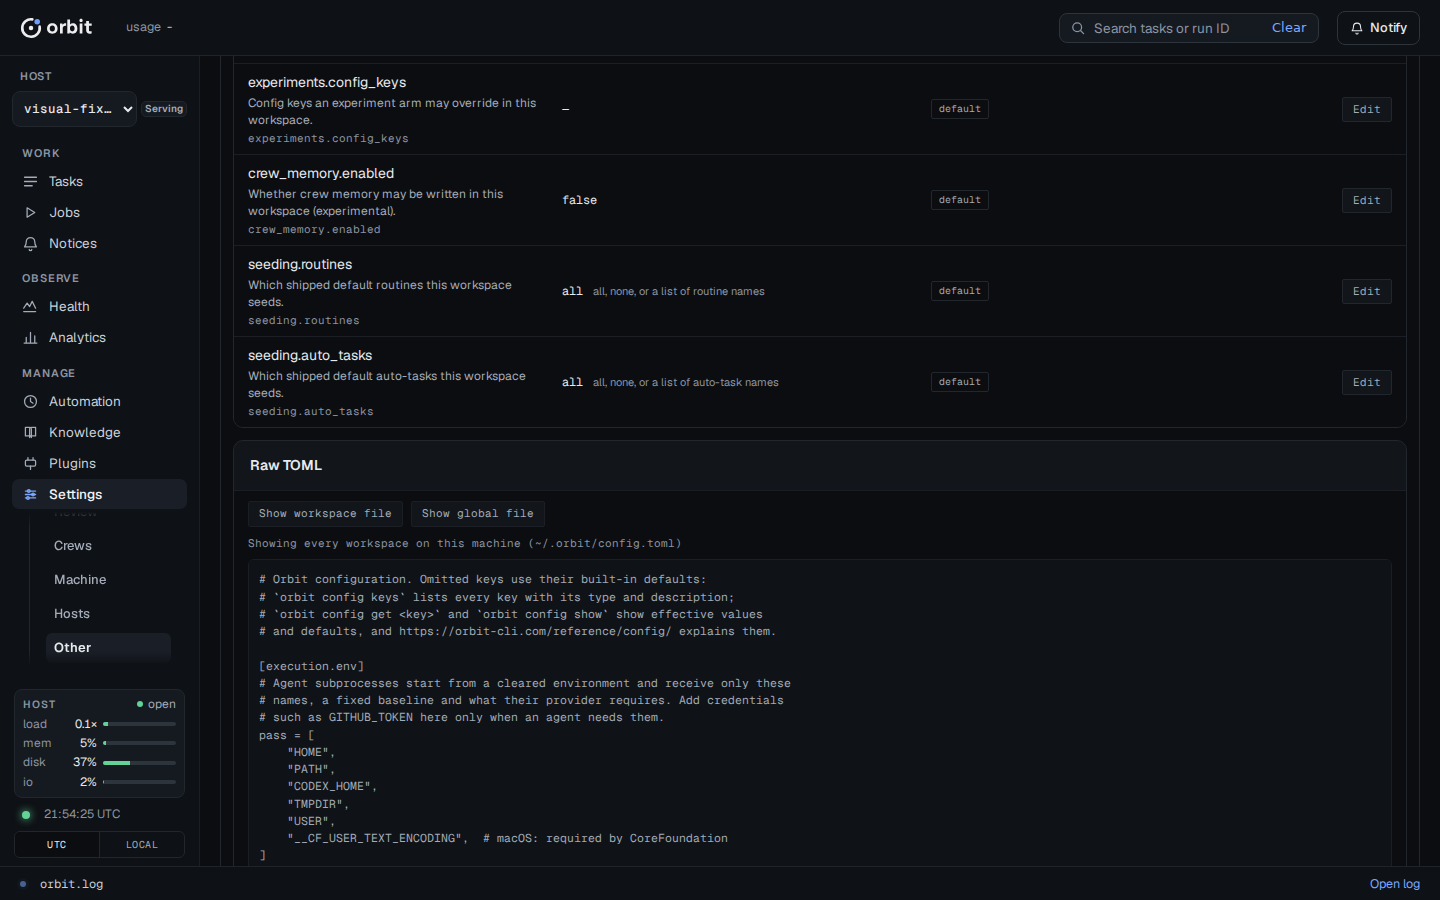 orbit
usage -
Search tasks or run ID
Clear
Notify
HOST
visual-fix…
Serving
WORK
Tasks
Jobs
Notices
OBSERVE
Health
Analytics
MANAGE
Automation
Knowledge
Plugins
Settings
Review
Crews
Machine
Hosts
Other
HOST
open
load 0.1×
mem 5%
disk 37%
io 2%
21:54:25 UTC
UTC LOCAL
experiments.config_keys
Config keys an experiment arm may override in this
workspace.
experiments.config_keys
—
default
Edit
crew_memory.enabled
Whether crew memory may be written in this
workspace (experimental).
crew_memory.enabled
false
default
Edit
seeding.routines
Which shipped default routines this workspace
seeds.
seeding.routines
all all, none, or a list of routine names
default
Edit
seeding.auto_tasks
Which shipped default auto-tasks this workspace
seeds.
seeding.auto_tasks
all all, none, or a list of auto-task names
default
Edit
Raw TOML
Show workspace file
Show global file
Showing every workspace on this machine (~/.orbit/config.toml)
# Orbit configuration. Omitted keys use their built-in defaults:
# `orbit config keys` lists every key with its type and description;
# `orbit config get <key>` and `orbit config show` show effective values
# and defaults, and https://orbit-cli.com/reference/config/ explains them.
[execution.env]
# Agent subprocesses start from a cleared environment and receive only these
# names, a fixed baseline and what their provider requires. Add credentials
# such as GITHUB_TOKEN here only when an agent needs them.
pass = [
"HOME",
"PATH",
"CODEX_HOME",
"TMPDIR",
"USER",
"__CF_USER_TEXT_ENCODING", # macOS: required by CoreFoundation
]
orbit.log
Open log